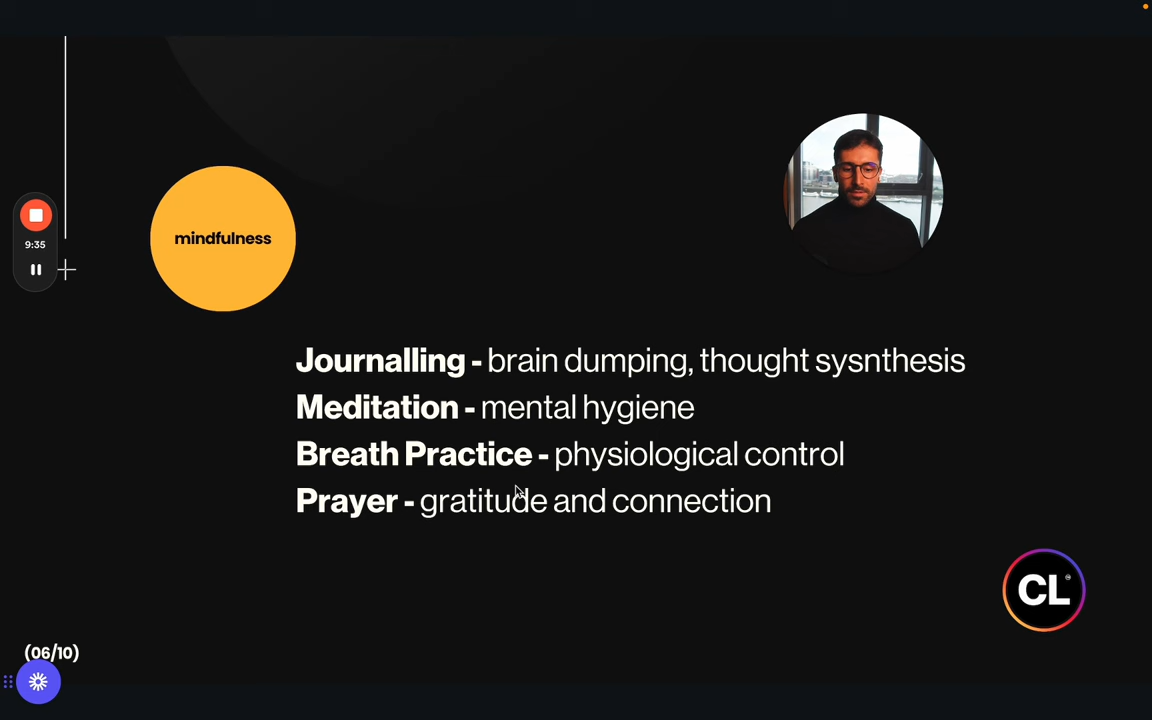 9:35
mindfulness
Journalling - brain dumping, thought sysnthesis
Meditation - mental hygiene
Breath Practice - physiological control
Prayer - gratitude and connection
CL
(06/10)